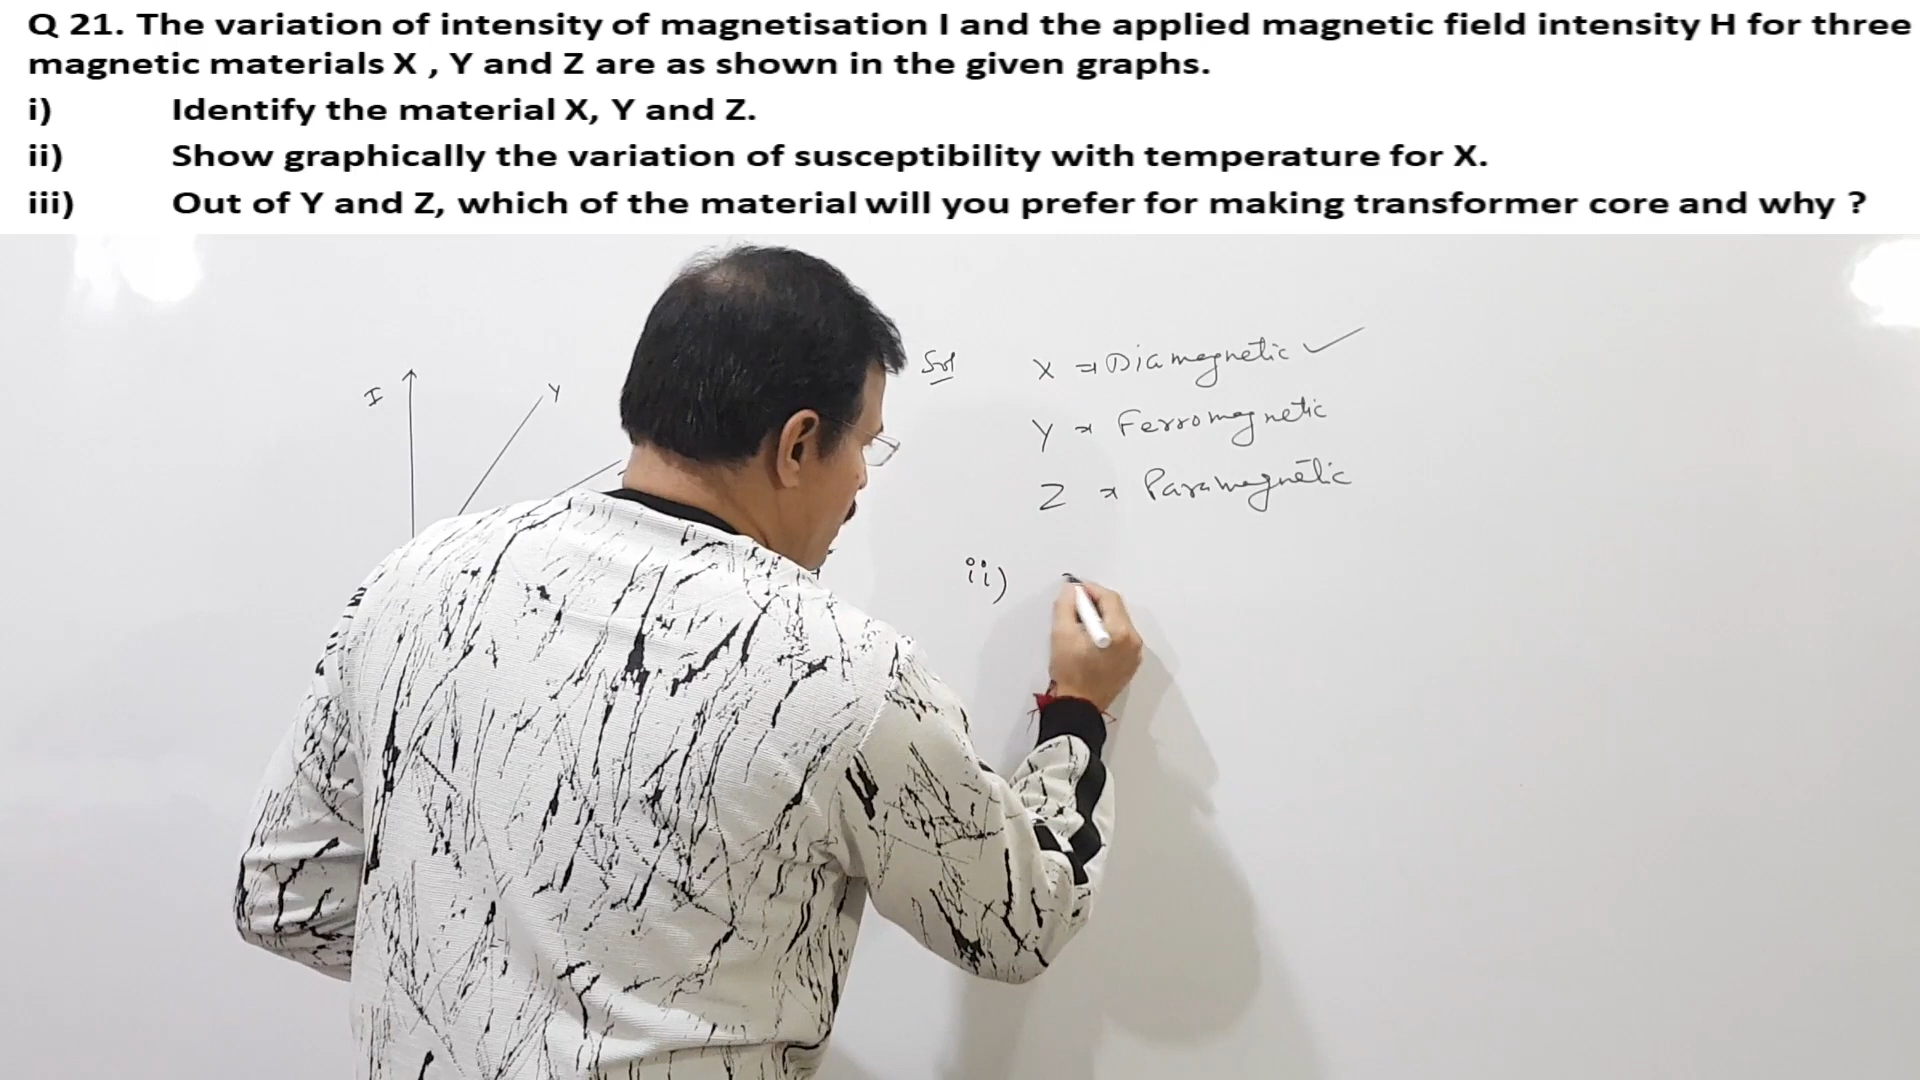 Q 21. The variation of intensity of magnetisation I and the applied magnetic field intensity H for three
magnetic materials X , Y and Z are as shown in the given graphs.
i) Identify the material X, Y and Z.
ii) Show graphically the variation of susceptibility with temperature for X.
iii) Out of Y and Z, which of the material will you prefer for making transformer core and why ?
I
Y
Sol
X = Diamagnetic ✓
Y = Ferromagnetic
Z = Paramagnetic
ii)